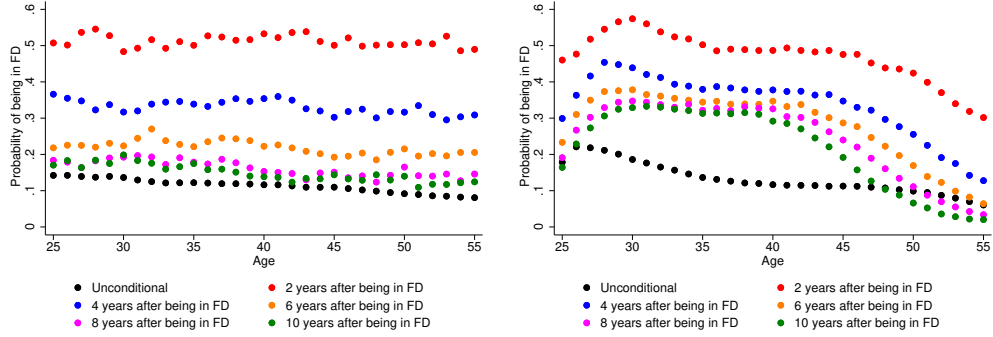 Probability of being in FD
.6
.5
.4
.3
.2
.1
0
25 30 35 40 45 50 55
Age
Unconditional 2 years after being in FD
4 years after being in FD 6 years after being in FD
8 years after being in FD 10 years after being in FD
Probability of being in FD
.6
.5
.4
.3
.2
.1
0
25 30 35 40 45 50 55
Age
Unconditional 2 years after being in FD
4 years after being in FD 6 years after being in FD
8 years after being in FD 10 years after being in FD